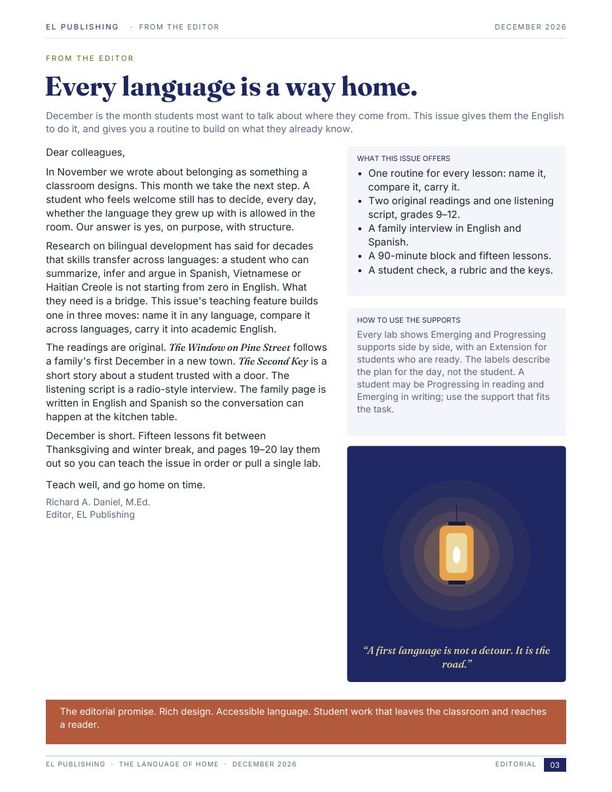 EL PUBLISHING · FROM THE EDITOR
DECEMBER 2026
FROM THE EDITOR
Every language is a way home.
December is the month students most want to talk about where they come from. This issue gives them the English
to do it, and gives you a routine to build on what they already know.
Dear colleagues,
In November we wrote about belonging as something a
classroom designs. This month we take the next step. A
student who feels welcome still has to decide, every day,
whether the language they grew up with is allowed in the
room. Our answer is yes, on purpose, with structure.
Research on bilingual development has said for decades
that skills transfer across languages: a student who can
summarize, infer and argue in Spanish, Vietnamese or
Haitian Creole is not starting from zero in English. What
they need is a bridge. This issue's teaching feature builds
one in three moves: name it in any language, compare it
across languages, carry it into academic English.
The readings are original. The Window on Pine Street follows
a family's first December in a new town. The Second Key is a
short story about a student trusted with a door. The
listening script is a radio-style interview. The family page is
written in English and Spanish so the conversation can
happen at the kitchen table.
December is short. Fifteen lessons fit between
Thanksgiving and winter break, and pages 19–20 lay them
out so you can teach the issue in order or pull a single lab.
Teach well, and go home on time.
Richard A. Daniel, M.Ed.
Editor, EL Publishing
WHAT THIS ISSUE OFFERS
• One routine for every lesson: name it,
compare it, carry it.
• Two original readings and one listening
script, grades 9–12.
• A family interview in English and
Spanish.
• A 90-minute block and fifteen lessons.
• A student check, a rubric and the keys.
HOW TO USE THE SUPPORTS
Every lab shows Emerging and Progressing
supports side by side, with an Extension for
students who are ready. The labels describe
the plan for the day, not the student. A
student may be Progressing in reading and
Emerging in writing; use the support that fits
the task.
“A first language is not a detour. It is the
road.”
The editorial promise. Rich design. Accessible language. Student work that leaves the classroom and reaches
a reader.
EL PUBLISHING · THE LANGUAGE OF HOME · DECEMBER 2026
EDITORIAL 03